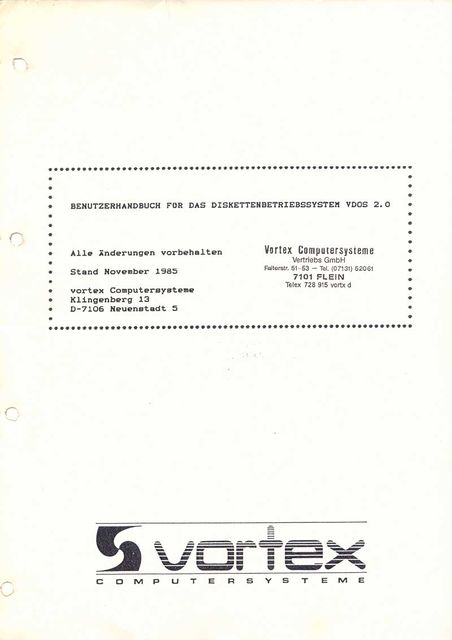 BENUTZERHANDBUCH FÜR DAS DISKETTENBETRIEBSSYSTEM VDOS 2.0
Alle Änderungen vorbehalten
Stand November 1985
vortex Computersysteme
Klingenberg 13
D-7106 Neuenstadt 5
Vortex Computersysteme
Vertriebs GmbH
Falterstr. 51-53 — Tel. (07131) 52061
7101 FLEIN
Telex 728 915 vortx d
vortex
COMPUTERSYSTEME